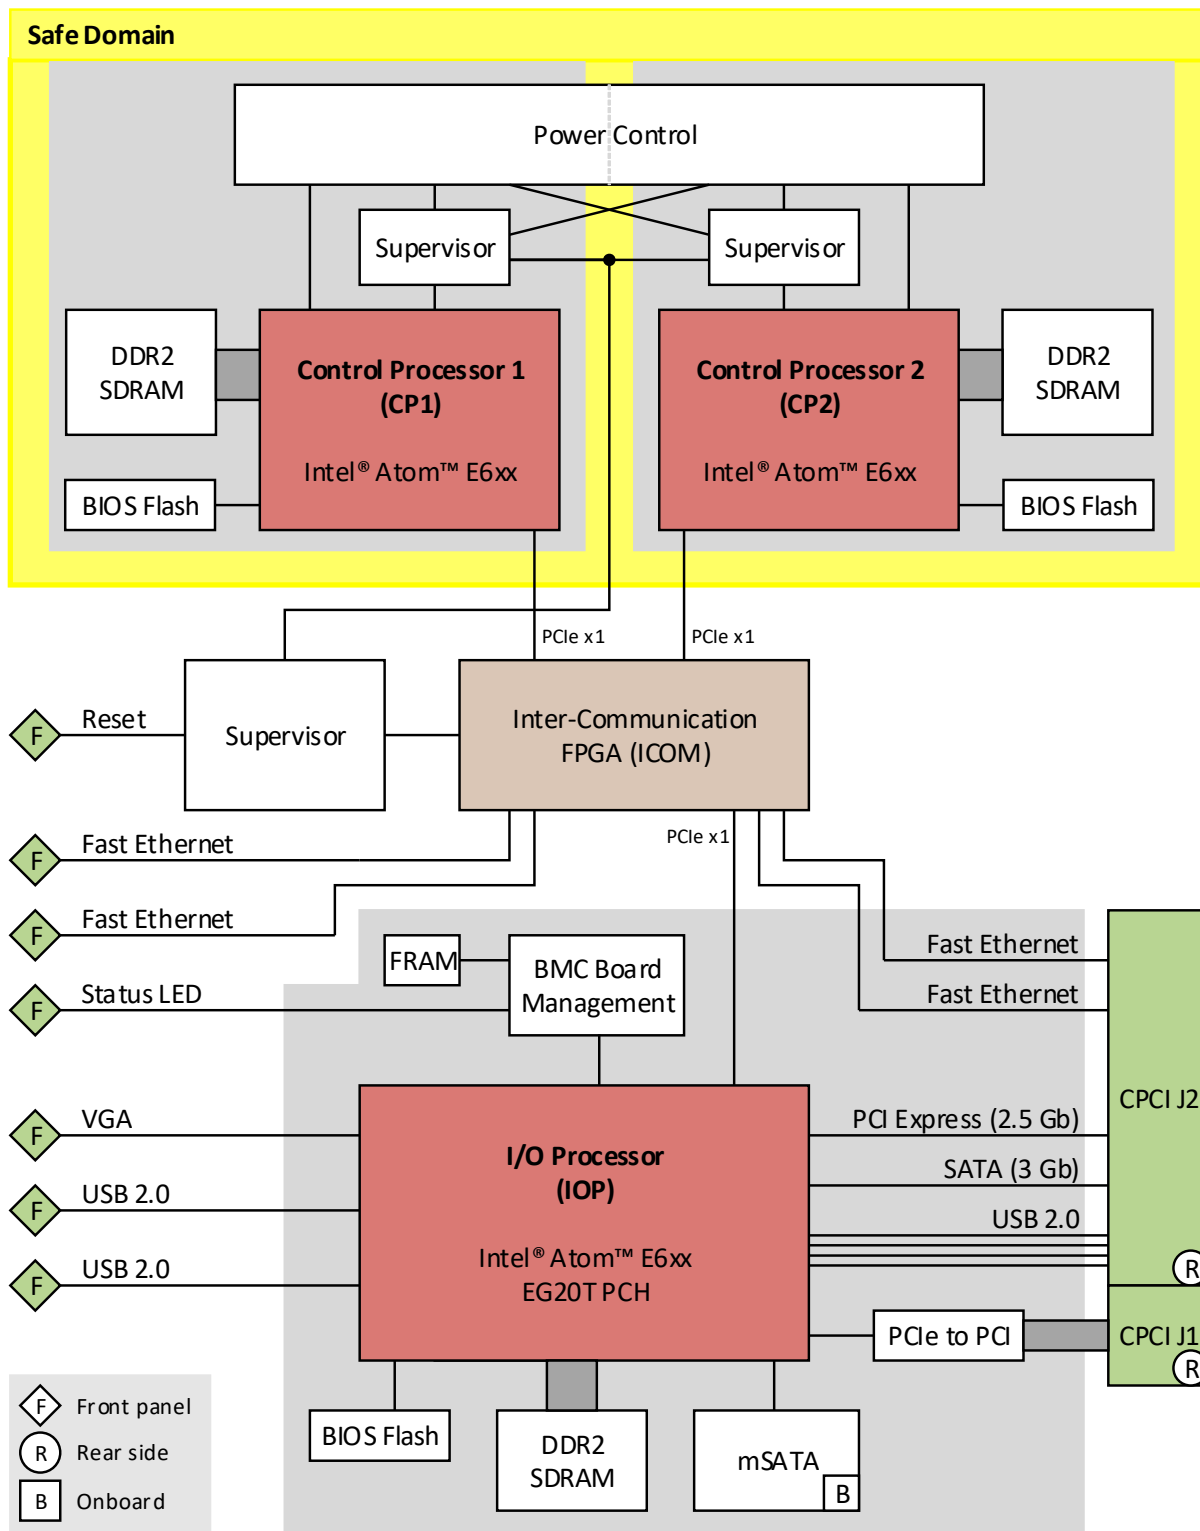 Safe Domain
Power Control
Supervisor
Supervisor
DDR2
SDRAM
Control Processor 1
(CP1)
Intel® Atom™ E6xx
Control Processor 2
(CP2)
Intel® Atom™ E6xx
DDR2
SDRAM
BIOS Flash
BIOS Flash
PCIe x1
PCIe x1
F
Reset
Supervisor
Inter-Communication
FPGA (ICOM)
F
Fast Ethernet
PCIe x1
F
Fast Ethernet
Fast Ethernet
FRAM
BMC Board
Management
F
Status LED
Fast Ethernet
CPCI J2
F
VGA
PCI Express (2.5 Gb)
I/O Processor
(IOP)
SATA (3 Gb)
F
USB 2.0
USB 2.0
Intel® Atom™ E6xx
EG20T PCH
F
USB 2.0
R
PCIe to PCI
CPCI J1
R
F Front panel
R Rear side
B Onboard
BIOS Flash
DDR2
SDRAM
mSATA
B